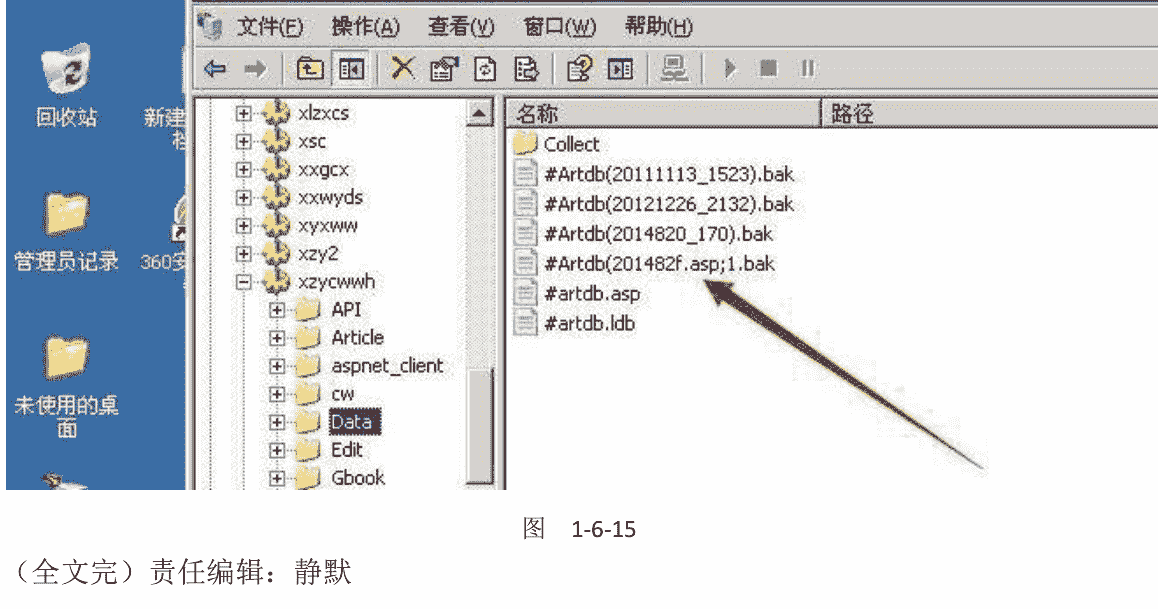 文件(F) 操作(A) 查看(V) 窗口(W) 帮助(H)
回收站
新建
管理员记录
360安
未使用的桌
面
xlzxcs
xsc
xxgcx
xxwyds
xyxww
xzy2
xzycwwh
API
Article
aspnet_client
cw
Data
Edit
Gbook
名称 路径
Collect
#Artdb(20111113_1523).bak
#Artdb(20121226_2132).bak
#Artdb(2014820_170).bak
#Artdb(201482f.asp;1.bak
#artdb.asp
#artdb.ldb
图 1-6-15
（全文完）责任编辑：静默